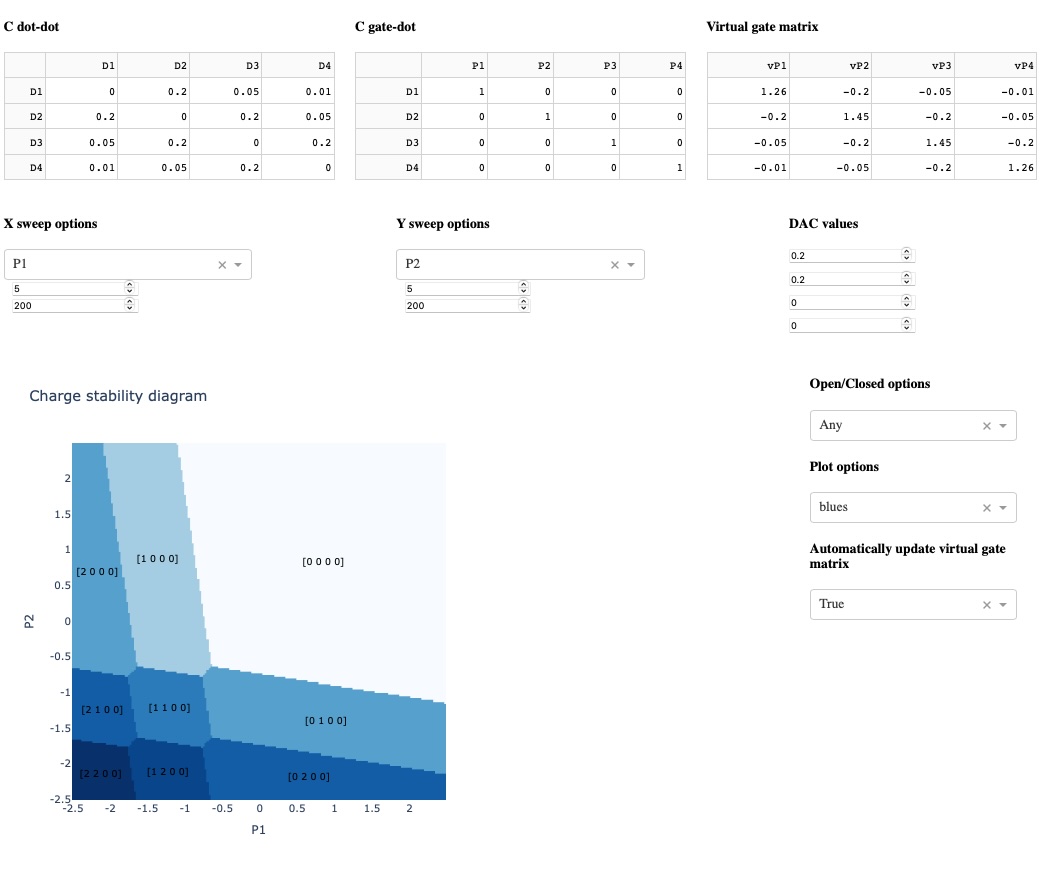 C dot-dot C gate-dot Virtual gate matrix
D1 D2 D3 D4 P1 P2 P3 P4 vP1 vP2 vP3 vP4
D1 0 0.2 0.05 0.01 D1 1 0 0 0 1.26 -0.2 -0.05 -0.01
D2 0.2 0 0.2 0.05 D2 0 1 0 0 -0.2 1.45 -0.2 -0.05
D3 0.05 0.2 0 0.2 D3 0 0 1 0 -0.05 -0.2 1.45 -0.2
D4 0.01 0.05 0.2 0 D4 0 0 0 1 -0.01 -0.05 -0.2 1.26
X sweep options Y sweep options DAC values
P1 P2 0.2
5 5 0.2
200 200 0
0
Open/Closed options
Any
Plot options
blues
Automatically update virtual gate
matrix
True
Charge stability diagram
2
1.5
1
0.5
0
-0.5
-1
-1.5
-2
-2.5
P2
[2 0 0 0] [1 0 0 0] [0 0 0 0]
[2 1 0 0] [1 1 0 0] [0 1 0 0]
[2 2 0 0] [1 2 0 0] [0 2 0 0]
-2.5 -2 -1.5 -1 -0.5 0 0.5 1 1.5 2
P1